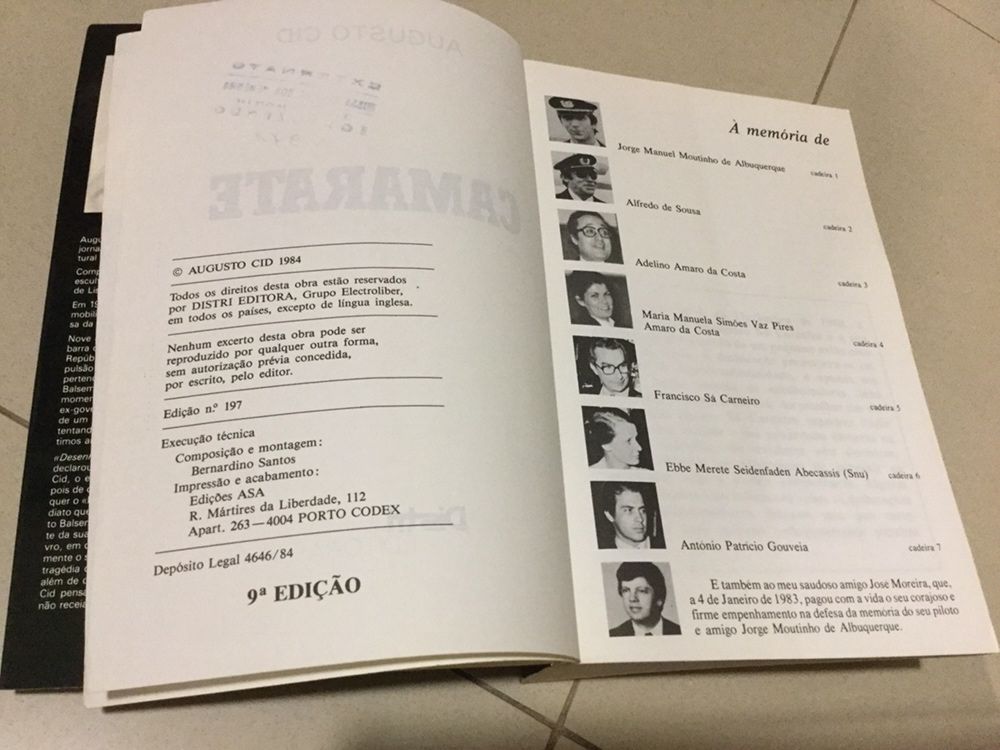 © AUGUSTO CID 1984
Todos os direitos desta obra estão reservados
por DISTRI EDITORA, Grupo Electroliber,
em todos os países, excepto de língua inglesa.
Nenhum excerto desta obra pode ser
reproduzido por qualquer outra forma,
sem autorização prévia concedida,
por escrito, pelo editor.
Edição n.º 197
Execução técnica
Composição e montagem:
Bernardino Santos
Impressão e acabamento:
Edições ASA
R. Mártires da Liberdade, 112
Apart. 263—4004 PORTO CODEX
Depósito Legal 4646/84
9ª EDIÇÃO
À memória de
Jorge Manuel Moutinho de Albuquerque cadeira 1
Alfredo de Sousa cadeira 2
Adelino Amaro da Costa cadeira 3
Maria Manuela Simões Vaz Pires
Amaro da Costa cadeira 4
Francisco Sá Carneiro cadeira 5
Ebbe Merete Seidenfaden Abecassis (Snu) cadeira 6
António Patrício Gouveia cadeira 7
E também ao meu saudoso amigo José Moreira, que,
a 4 de Janeiro de 1983, pagou com a vida o seu corajoso e
firme empenhamento na defesa da memória do seu piloto
e amigo Jorge Moutinho de Albuquerque.
AUGUSTO CID
CAMARATE